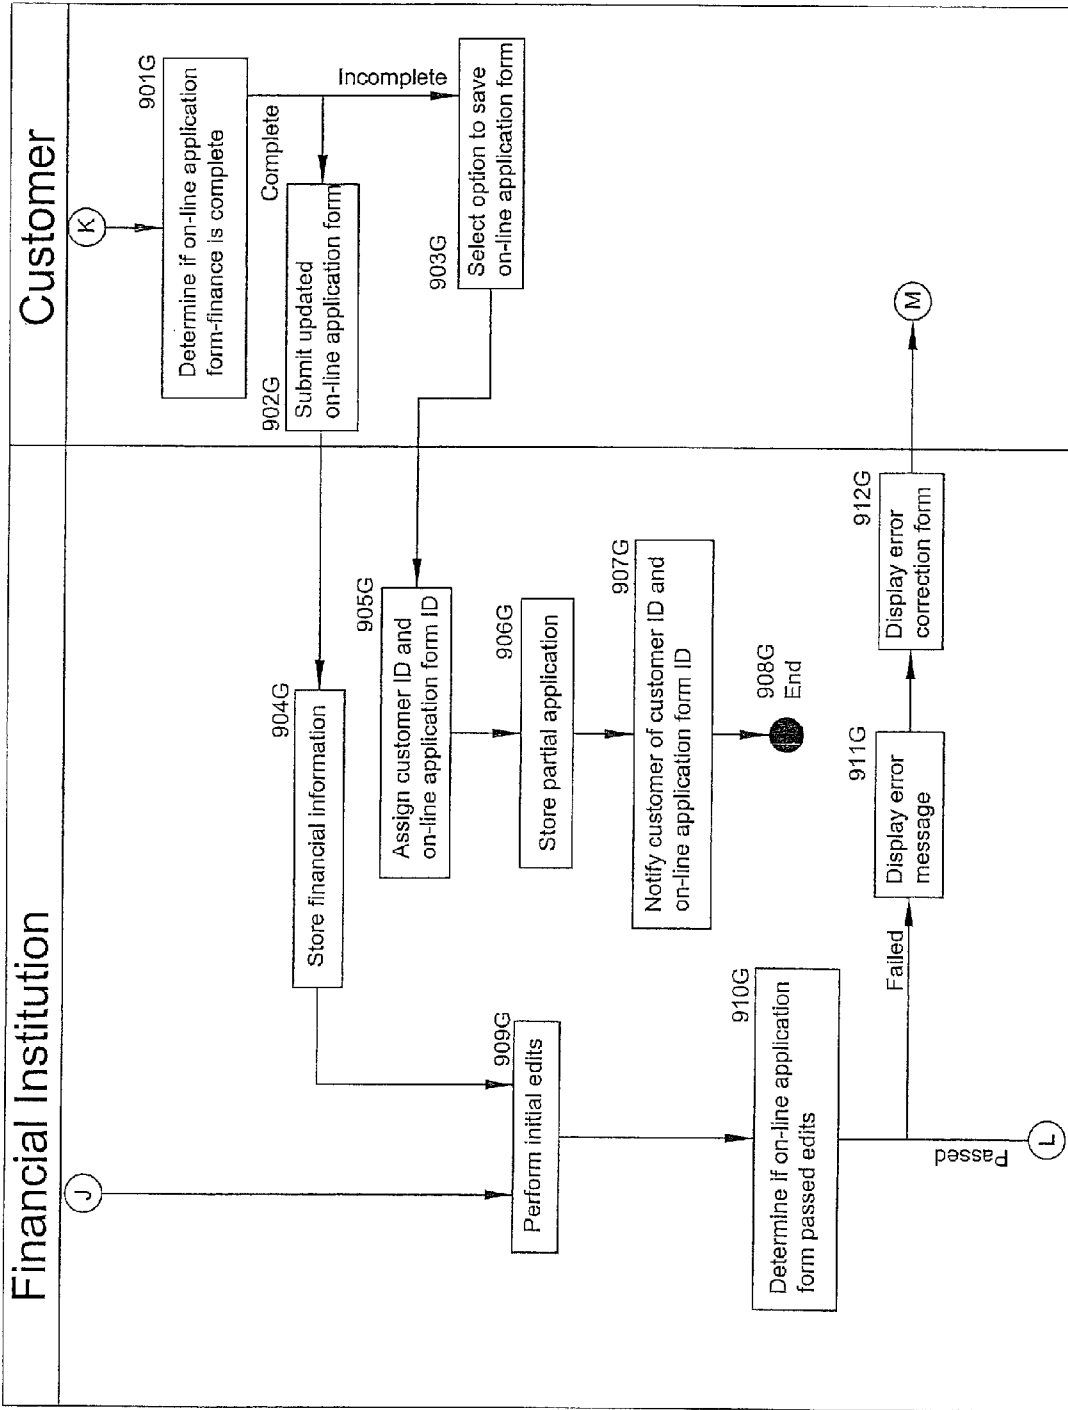 Financial Institution
Customer
J
K
901G
Determine if on-line application
form-finance is complete
Complete
Incomplete
902G
Submit updated
on-line application form
903G
Select option to save
on-line application form
904G
Store financial information
905G
Assign customer ID and
on-line application form ID
906G
Store partial application
907G
Notify customer of customer ID and
on-line application form ID
908G
End
909G
Perform initial edits
910G
Determine if on-line application
form passed edits
Failed
Passed
L
911G
Display error
message
912G
Display error
correction form
M